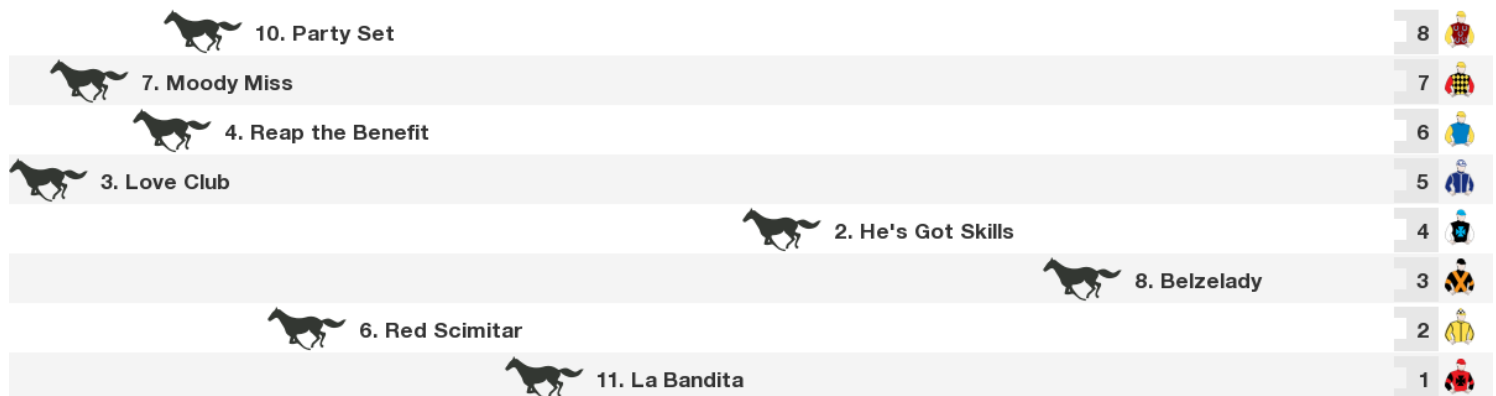 10. Party Set 8
7. Moody Miss 7
4. Reap the Benefit 6
3. Love Club 5
2. He's Got Skills 4
8. Belzelady 3
6. Red Scimitar 2
11. La Bandita 1